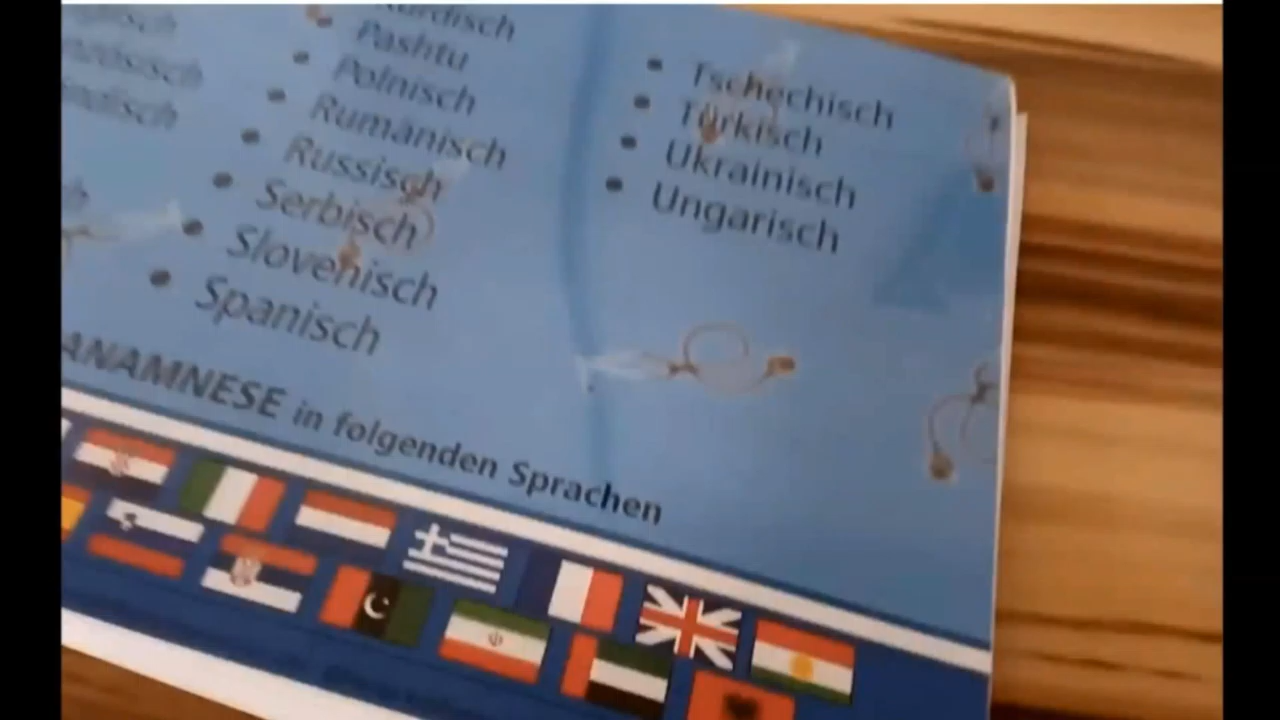 Pashtu
Polnisch
Rumänisch
Russisch
Serbisch
Slovenisch
Spanisch
Tschechisch
Türkisch
Ukrainisch
Ungarisch
ANAMNESE in folgenden Sprachen